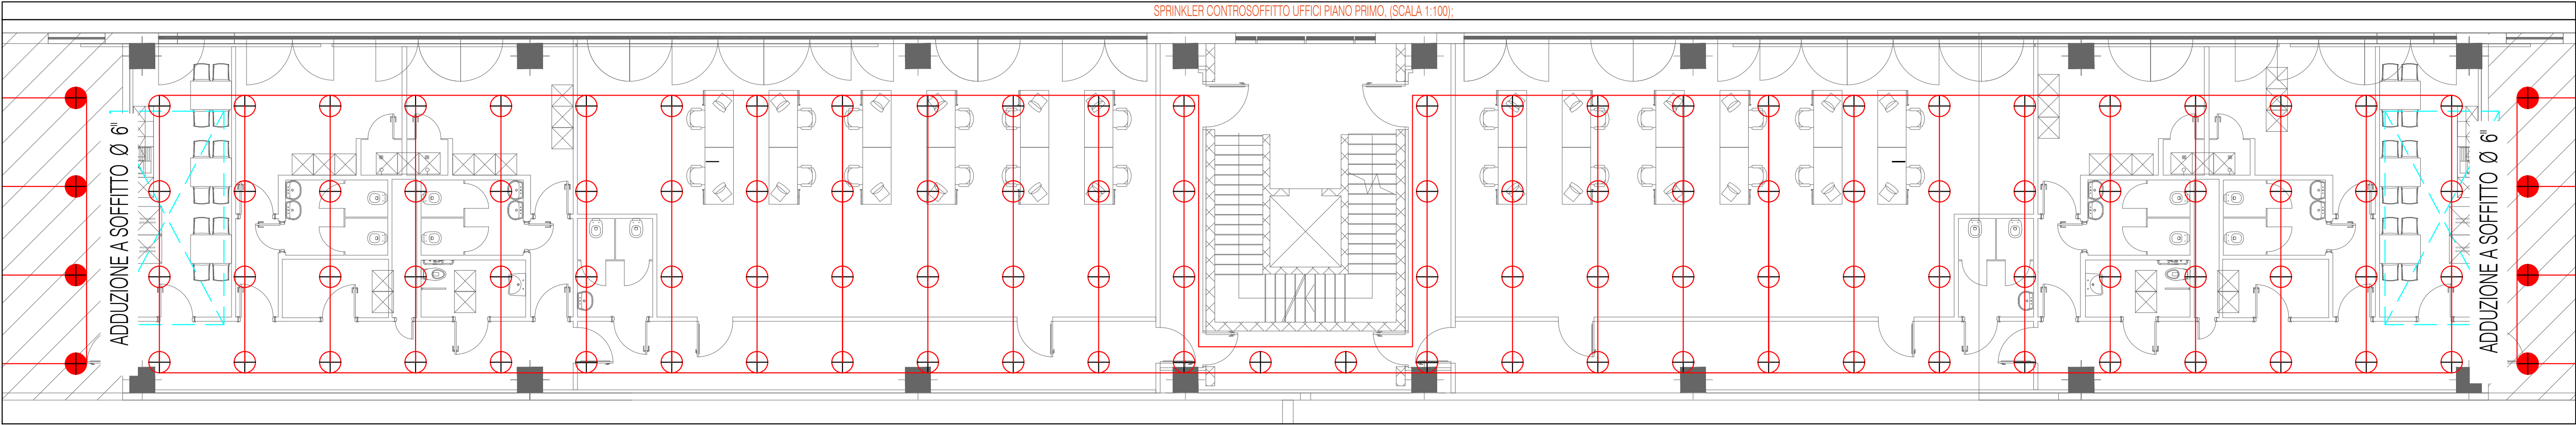 SPRINKLER CONTROSOFFITTO UFFICI PIANO PRIMO, (SCALA 1:100);
ADDUZIONE A SOFFITTO Ø 6"
ADDUZIONE A SOFFITTO Ø 6"